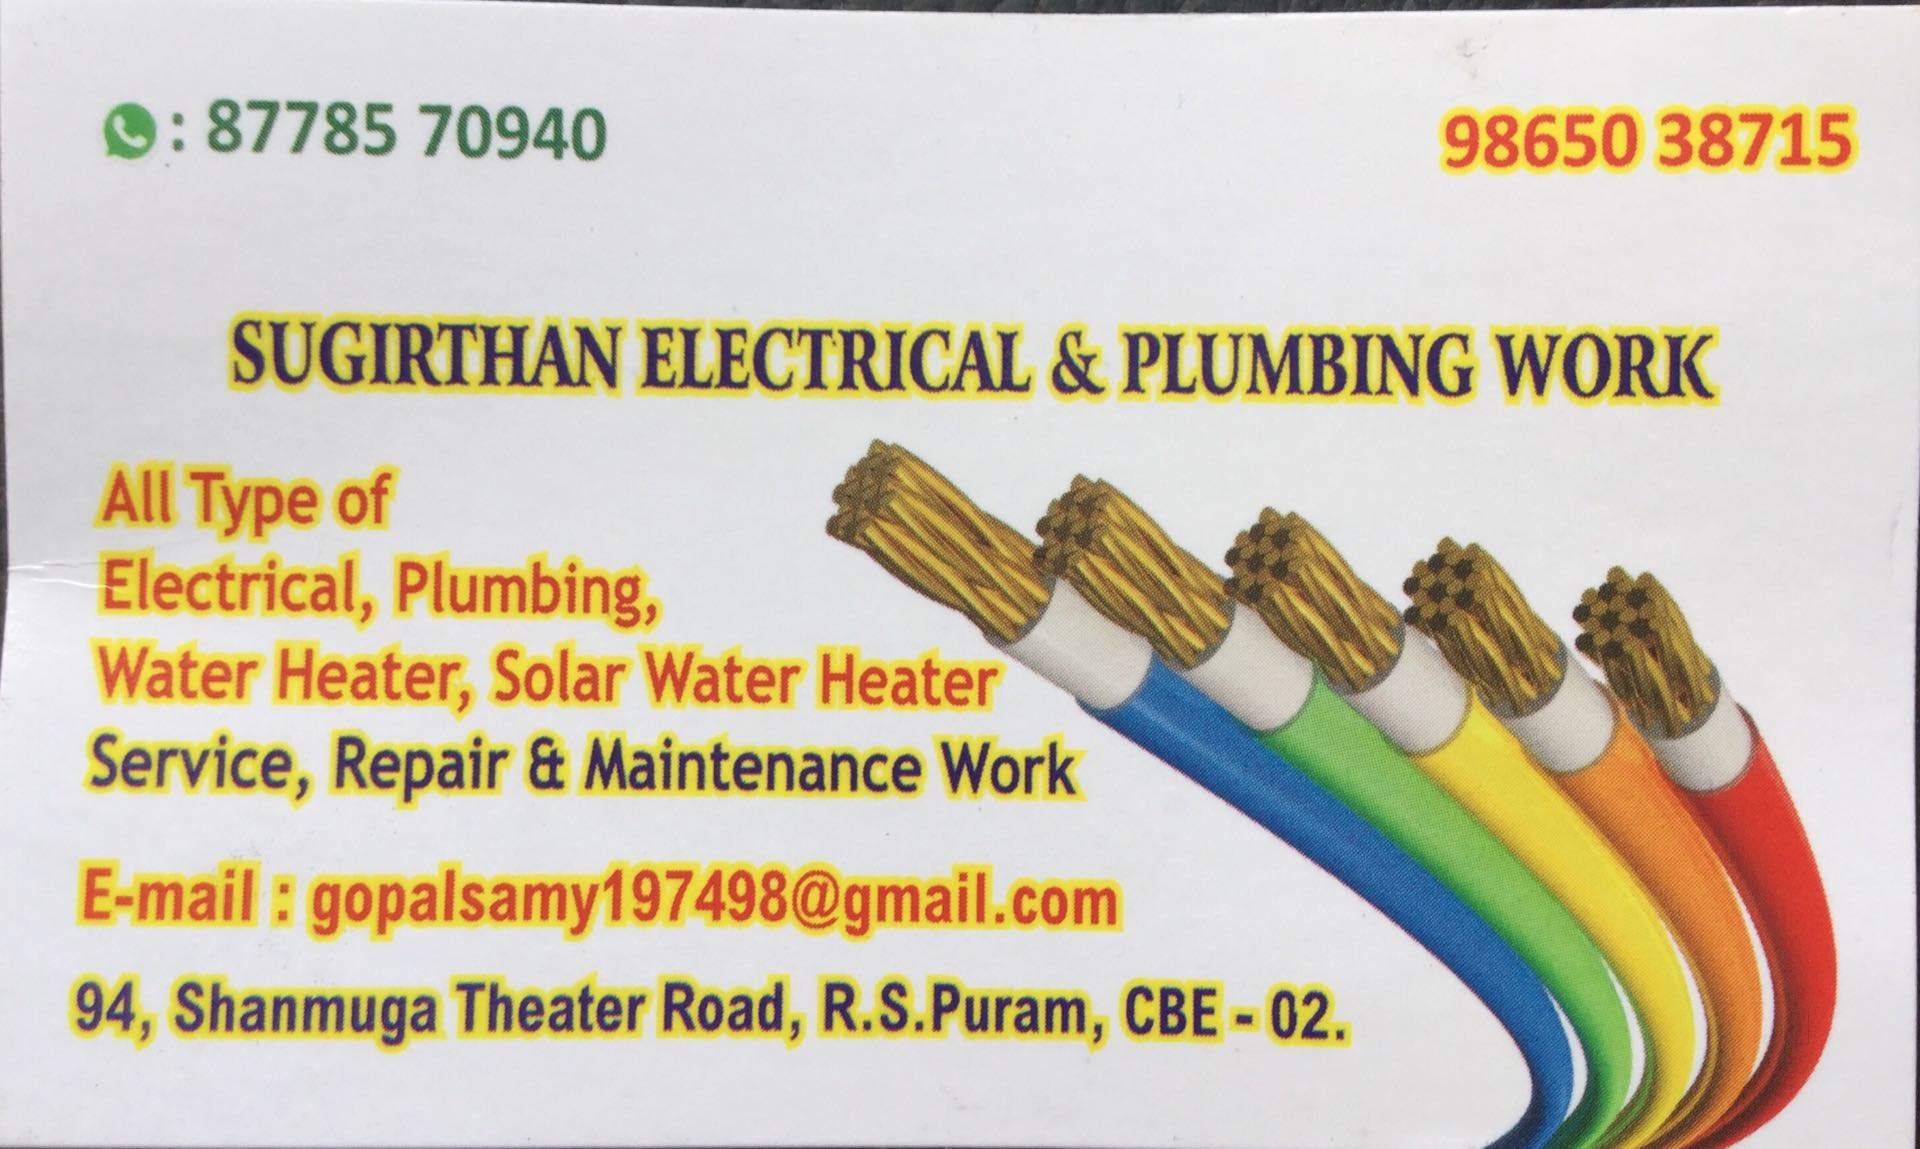 : 87785 70940
98650 38715
SUGIRTHAN ELECTRICAL & PLUMBING WORK
All Type of
Electrical, Plumbing,
Water Heater, Solar Water Heater
Service, Repair & Maintenance Work
E-mail : gopalsamy197498@gmail.com
94, Shanmuga Theater Road, R.S.Puram, CBE - 02.